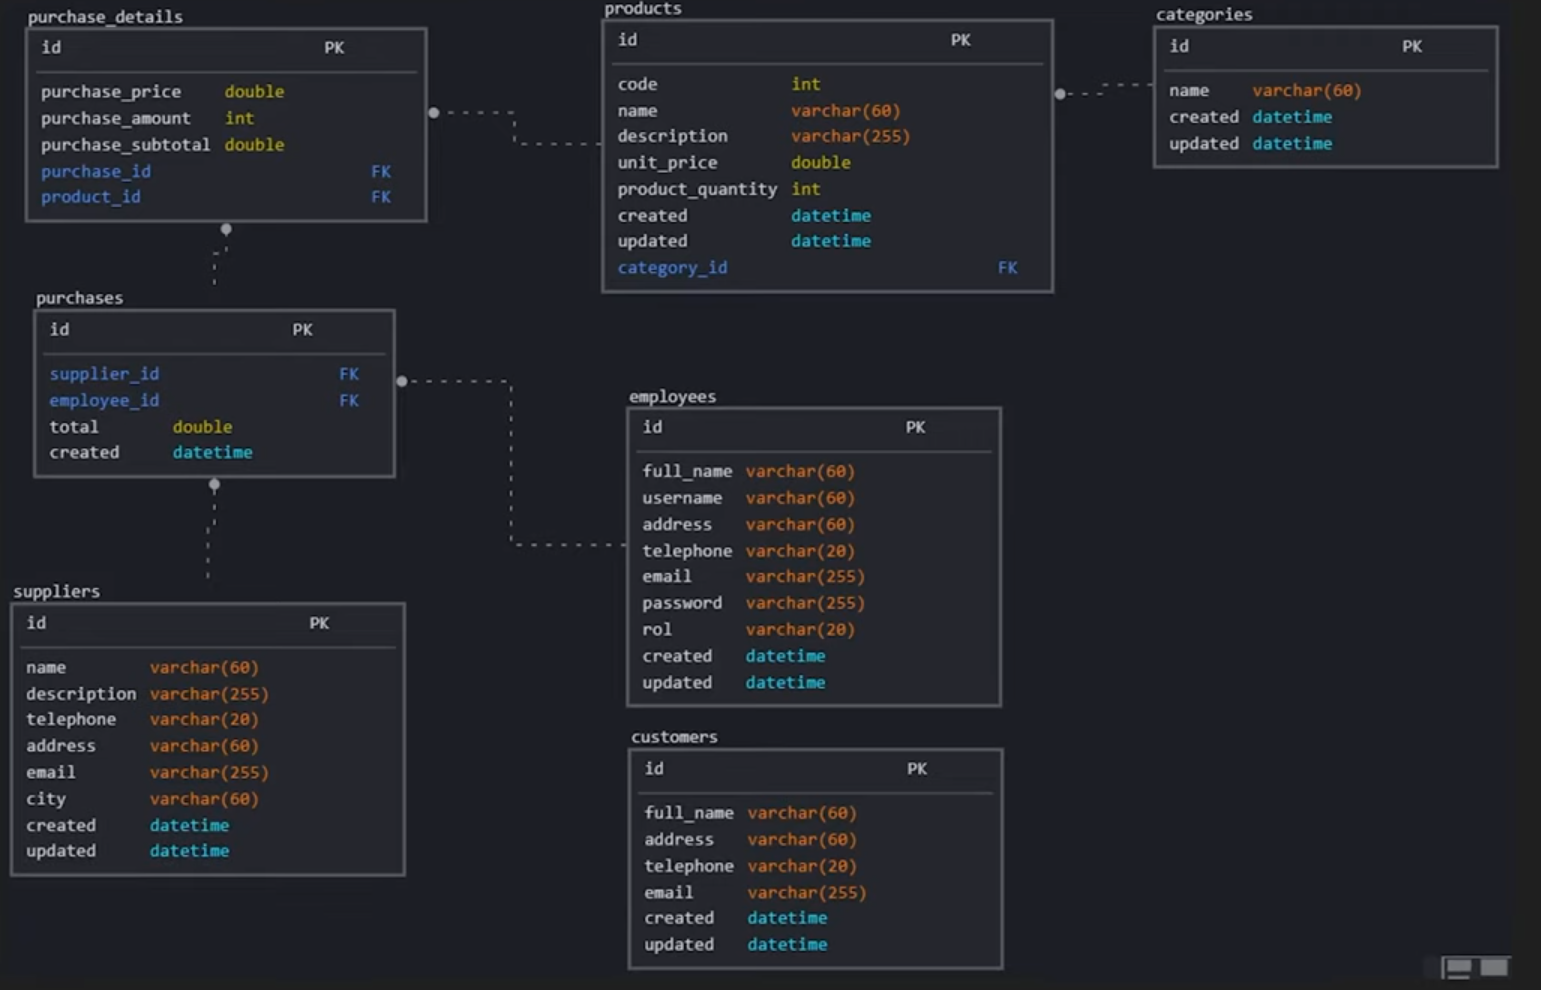 purchase_details
id PK
purchase_price double
purchase_amount int
purchase_subtotal double
purchase_id FK
product_id FK
products
id PK
code int
name varchar(60)
description varchar(255)
unit_price double
product_quantity int
created datetime
updated datetime
category_id FK
categories
id PK
name varchar(60)
created datetime
updated datetime
purchases
id PK
supplier_id FK
employee_id FK
total double
created datetime
employees
id PK
full_name varchar(60)
username varchar(60)
address varchar(60)
telephone varchar(20)
email varchar(255)
password varchar(255)
rol varchar(20)
created datetime
updated datetime
suppliers
id PK
name varchar(60)
description varchar(255)
telephone varchar(20)
address varchar(60)
email varchar(255)
city varchar(60)
created datetime
updated datetime
customers
id PK
full_name varchar(60)
address varchar(60)
telephone varchar(20)
email varchar(255)
created datetime
updated datetime